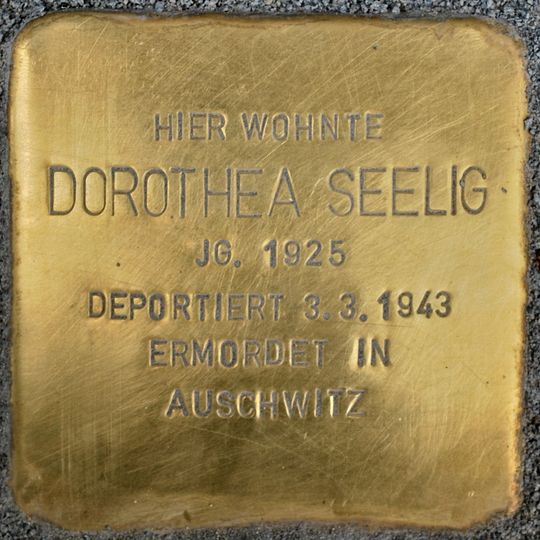 HIER WOHNTE
DOROTHEA SEELIG
JG. 1925
DEPORTIERT 3.3.1943
ERMORDET IN
AUSCHWITZ